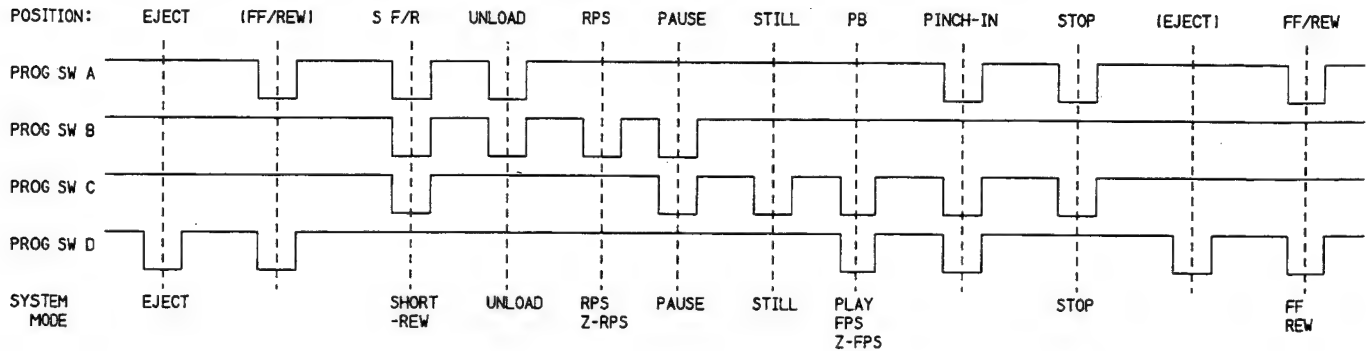 POSITION: EJECT (FF/REW) S F/R UNLOAD RPS PAUSE STILL PB PINCH-IN STOP (EJECT) FF/REW
PROG SW A
PROG SW B
PROG SW C
PROG SW D
SYSTEM EJECT SHORT UNLOAD RPS PAUSE STILL PLAY STOP FF
MODE -REW Z-RPS FPS REW
Z-FPS